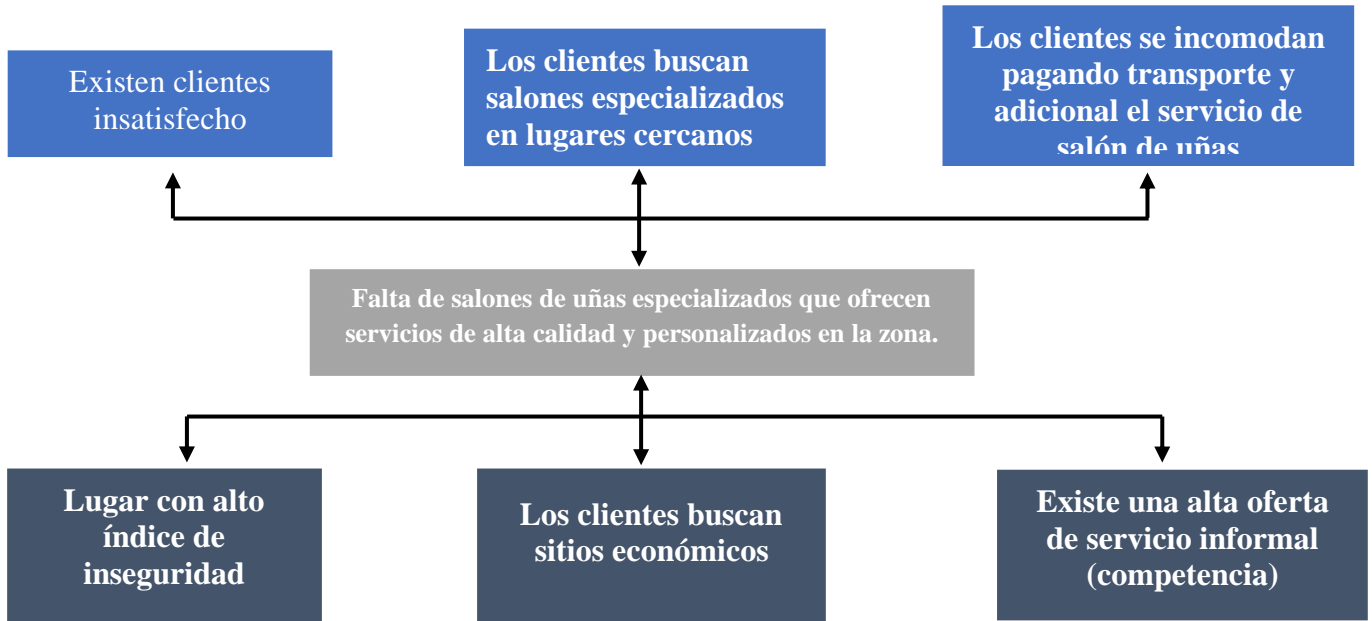 Existen clientes
insatisfecho
Los clientes buscan
salones especializados
en lugares cercanos
Los clientes se incomodan
pagando transporte y
adicional el servicio de
salón de uñas
Falta de salones de uñas especializados que ofrecen
servicios de alta calidad y personalizados en la zona.
Lugar con alto
índice de
inseguridad
Los clientes buscan
sitios económicos
Existe una alta oferta
de servicio informal
(competencia)